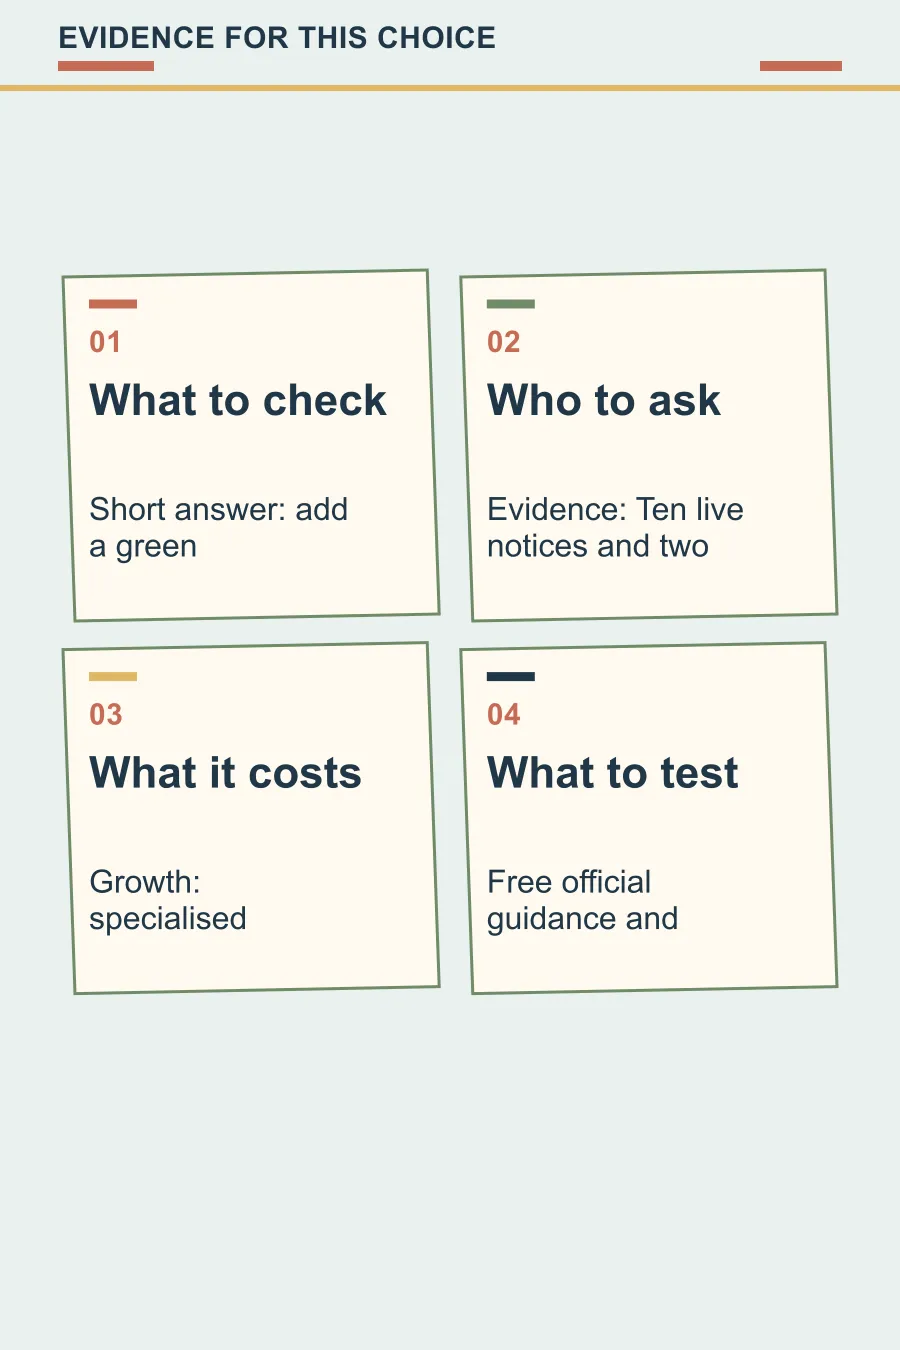 EVIDENCE FOR THIS CHOICE
01
What to check
Short answer: add
a green
02
Who to ask
Evidence: Ten live
notices and two
03
What it costs
Growth:
specialised
04
What to test
Free official
guidance and